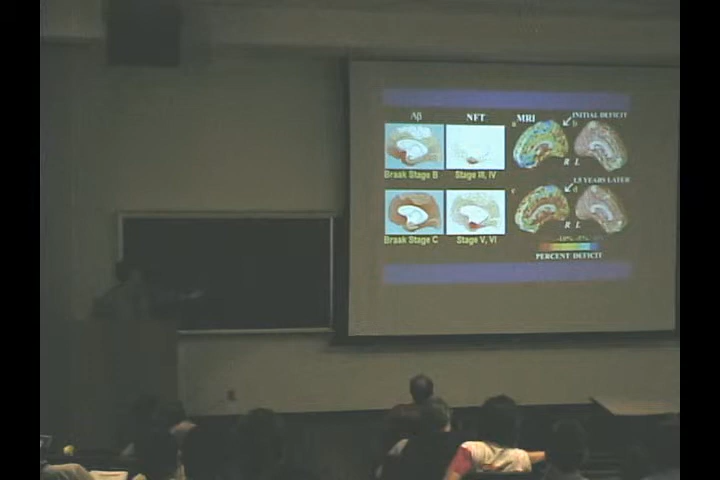 Aβ NFT MRI INITIAL DEFICIT
a b
R L
Braak Stage B Stage III, IV
1.5 YEARS LATER
c d
R L
Braak Stage C Stage V, VI
PERCENT DEFICIT